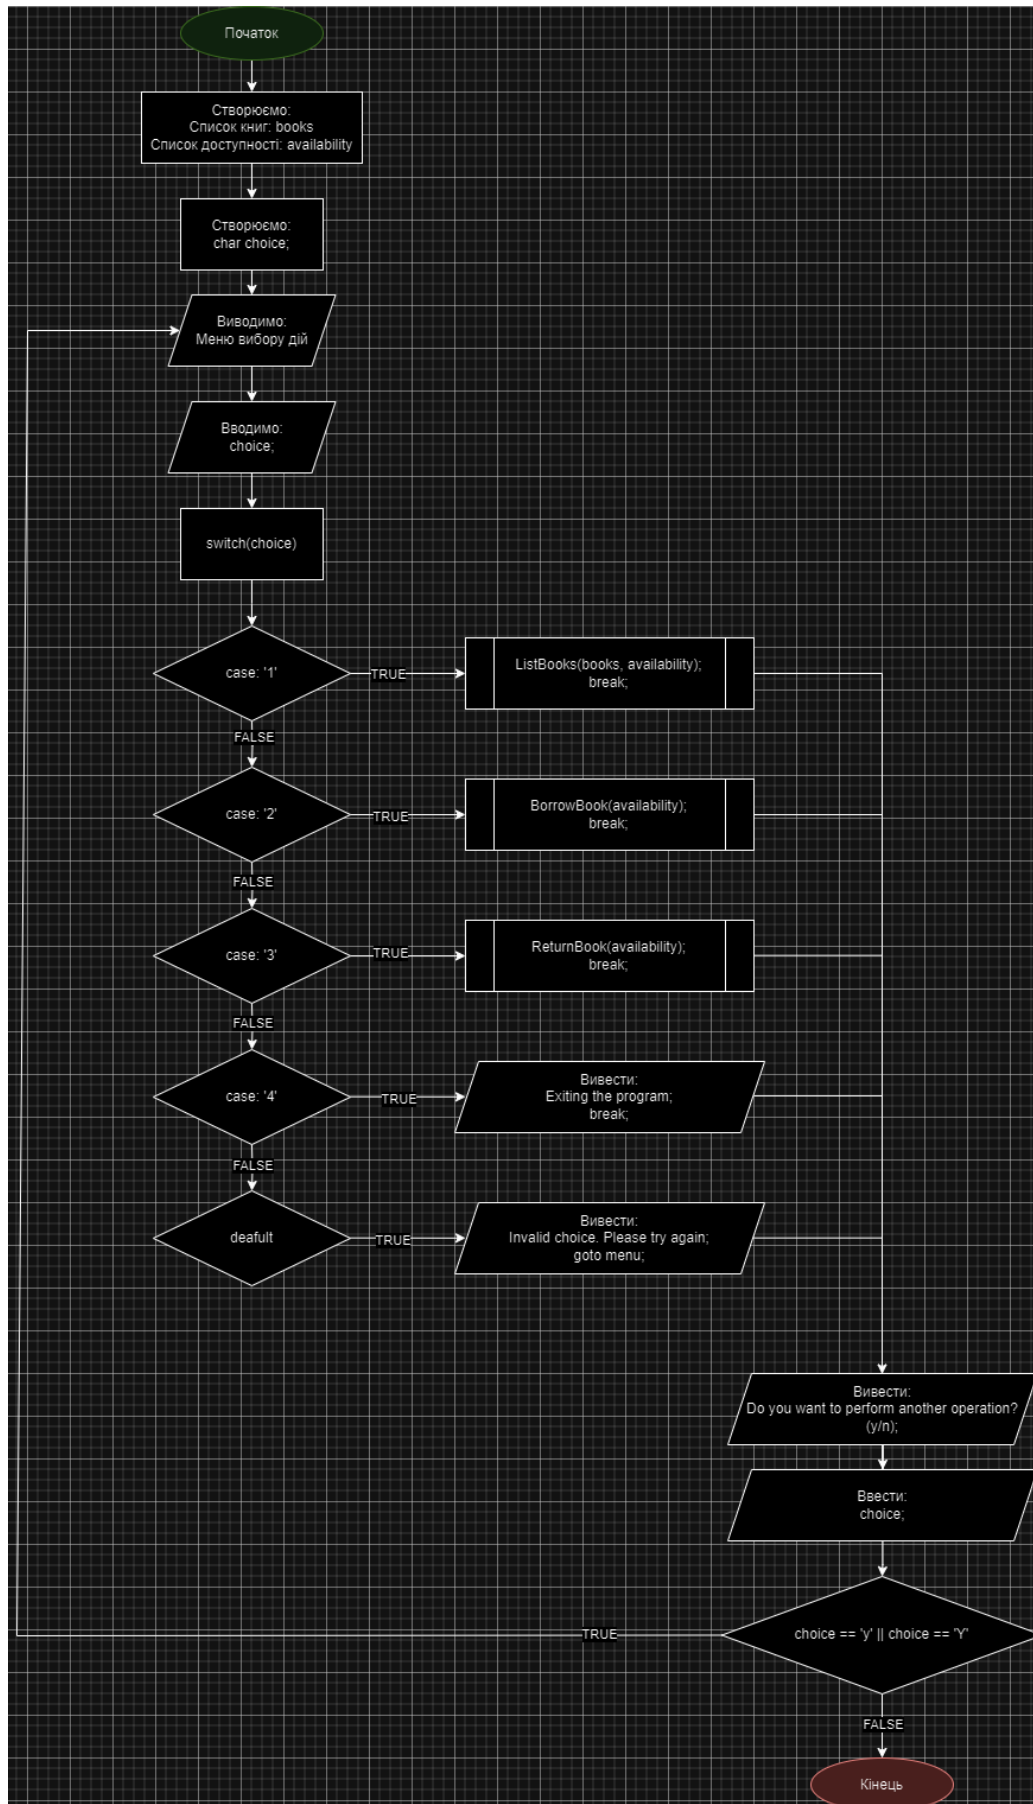 Початок
Створюємо:
Список книг: books
Список доступності: availability
Створюємо:
char choice;
Виводимо:
Меню вибору дій
Вводимо:
choice;
switch(choice)
case: '1'
TRUE
ListBooks(books, availability);
break;
FALSE
case: '2'
TRUE
BorrowBook(availability);
break;
FALSE
case: '3'
TRUE
ReturnBook(availability);
break;
FALSE
case: '4'
TRUE
Вивести:
Exiting the program;
break;
FALSE
deafult
TRUE
Вивести:
Invalid choice. Please try again;
goto menu;
Вивести:
Do you want to perform another operation?
(y/n);
Ввести:
choice;
choice == 'y' || choice == 'Y'
TRUE
FALSE
Кінець